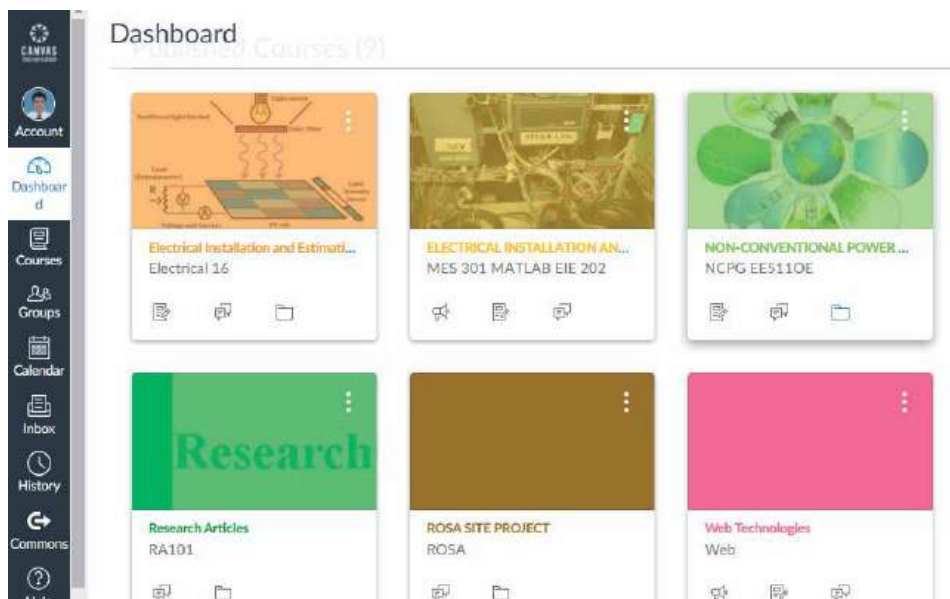 Dashboard
Published Courses (9)
CANVAS
Account
Dashboar
d
Courses
Groups
Calendar
Inbox
History
Commons
Electrical Installation and Estimati...
Electrical 16
ELECTRICAL INSTALLATION AN...
MES 301 MATLAB EIE 202
NON-CONVENTIONAL POWER ...
NCPG EE511OE
Research
Research Articles
RA101
ROSA SITE PROJECT
ROSA
Web Technologies
Web